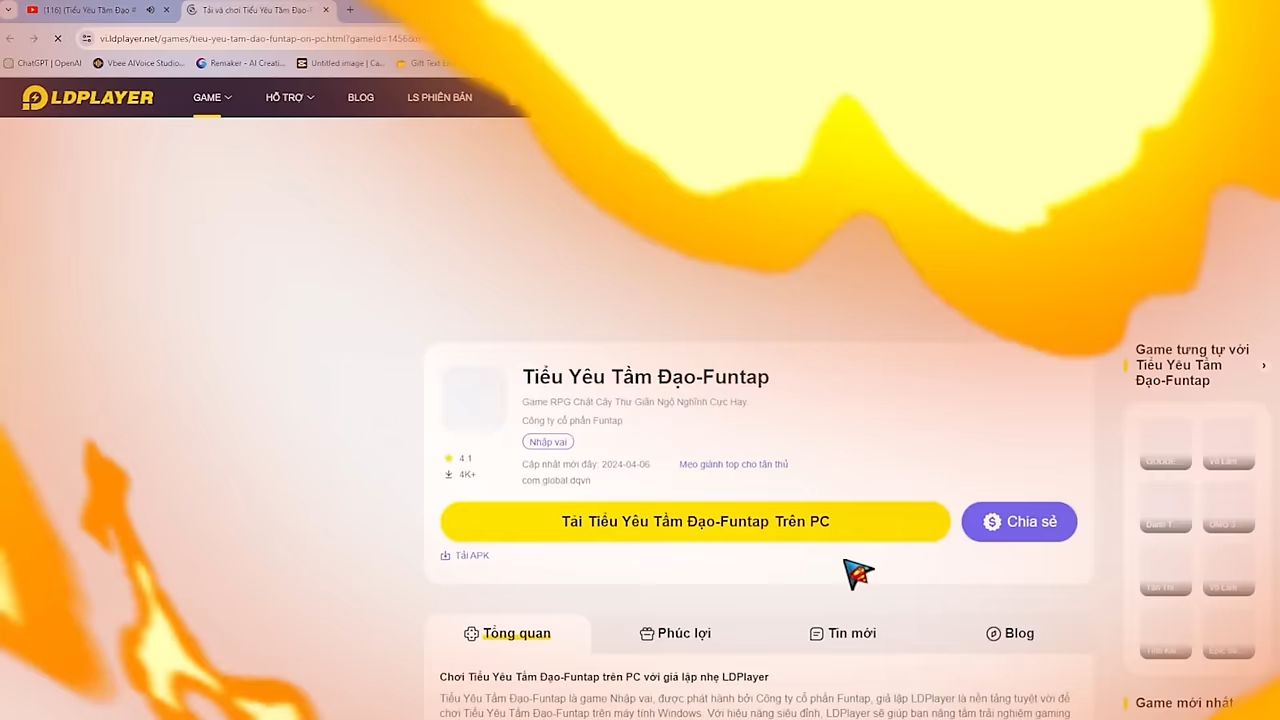 (116) (Tiểu Yêu Tầm Đạo #
Tải và chơi Tiểu Yêu Tầm Đạo-F
vi.ldplayer.net/games/tieu-yeu-tam-dao-funtap-on-pc.html?gameId=1456
ChatGPT | OpenAI
Vbee AIVoice Studio...
Remaker - AI Creati...
Untitled image | Ca...
Gift Text
LDPLAYER
GAME
HỖ TRỢ
BLOG
LS PHIÊN BẢN
Tiểu Yêu Tầm Đạo-Funtap
Game RPG Chặt Cây Thư Giãn Ngộ Nghĩnh Cực Hay.
Công ty cổ phần Funtap
Nhập vai
4.1
Cập nhật mới đây: 2024-04-06
Mẹo giành top cho tân thủ
4K+
com.global.dqvn
Tải Tiểu Yêu Tầm Đạo-Funtap Trên PC
Chia sẻ
Tải APK
Game tương tự với
Tiểu Yêu Tầm
Đạo-Funtap
Tổng quan
Phúc lợi
Tin mới
Blog
Chơi Tiểu Yêu Tầm Đạo-Funtap trên PC với giả lập nhẹ LDPlayer
Tiểu Yêu Tầm Đạo-Funtap là game Nhập vai, được phát hành bởi Công ty cổ phần Funtap, giả lập LDPlayer là nền tảng tuyệt vời để
chơi Tiểu Yêu Tầm Đạo-Funtap trên máy tính Windows. Với hiệu năng siêu đỉnh, LDPlayer sẽ giúp bạn nâng tầm trải nghiệm gaming
Game mới nhất